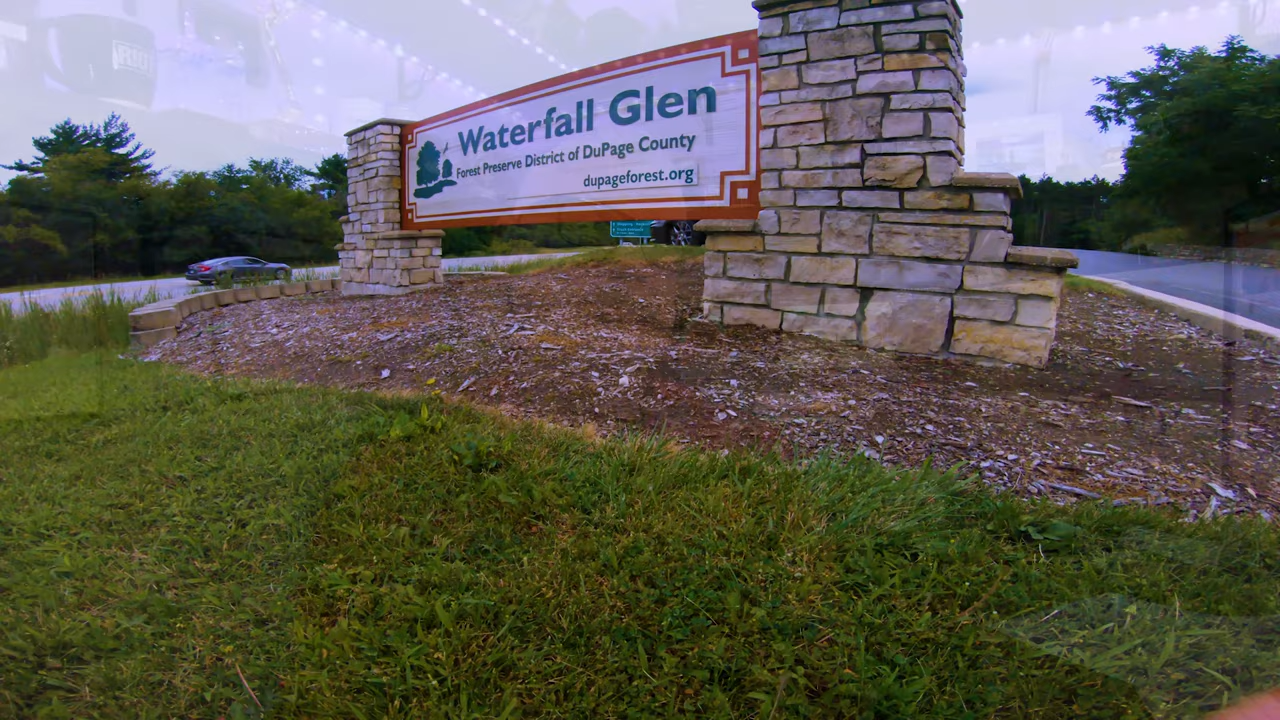 Waterfall Glen
Forest Preserve District of DuPage County
dupageforest.org